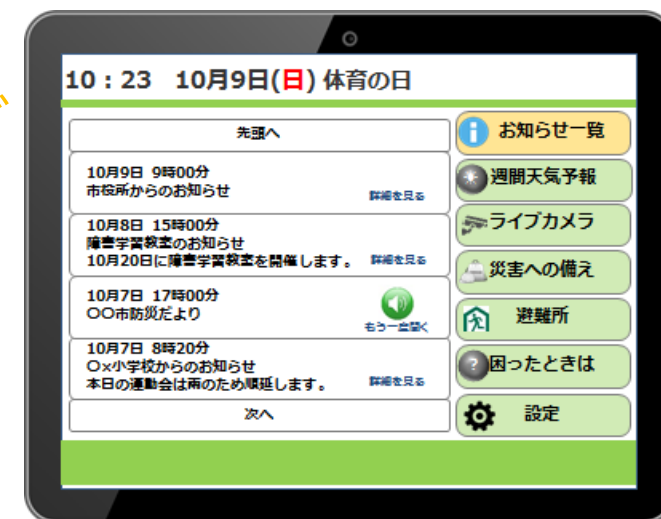 10：23　10月9日(日) 体育の日
先頭へ
10月9日 9時00分
市役所からのお知らせ
詳細を見る
10月8日 15時00分
障害学習教室のお知らせ
10月20日に障害学習教室を開催します。 詳細を見る
10月7日 17時00分
〇〇市防災だより
もう一度聞く
10月7日 8時20分
〇×小学校からのお知らせ
本日の運動会は雨のため順延します。 詳細を見る
次へ
お知らせ一覧
週間天気予報
ライブカメラ
災害への備え
避難所
困ったときは
設定